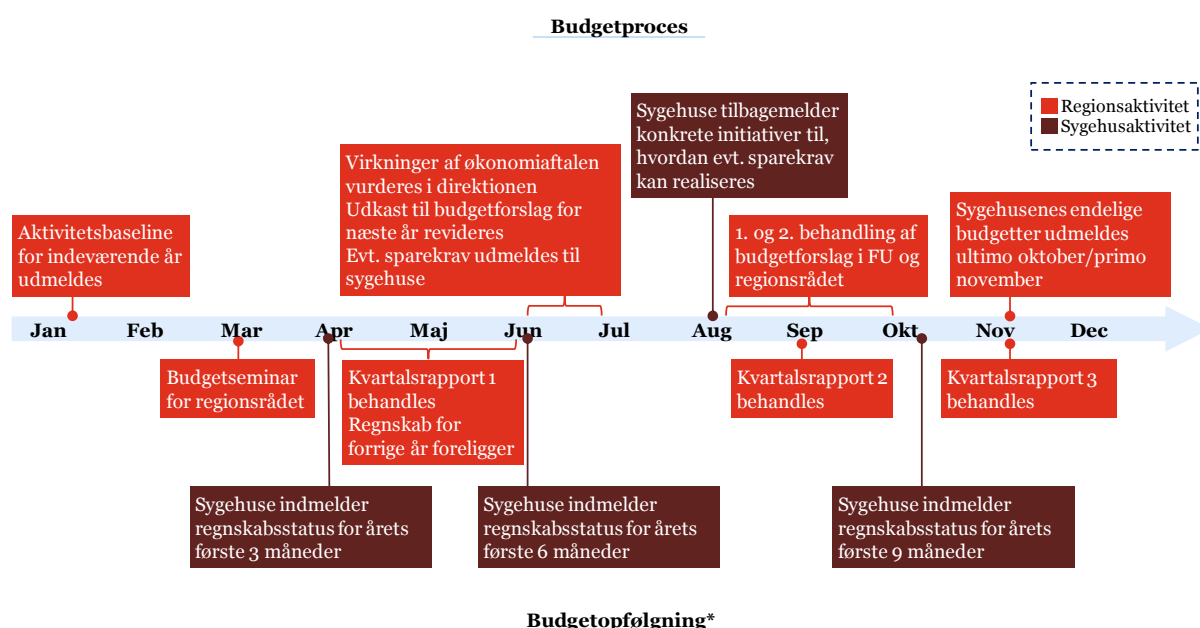 Budgetproces
Regionsaktivitet
Sygehusaktivitet
Sygehuse tilbagemelder
konkrete initiativer til,
hvordan evt. sparekrav
kan realiseres
Virkninger af økonomiaftalen
vurderes i direktionen
Udkast til budgetforslag for
næste år revideres
Evt. sparekrav udmeldes til
sygehuse
Aktivitetsbaseline
for indeværende år
udmeldes
1. og 2. behandling af
budgetforslag i FU og
regionsrådet
Sygehusenes endelige
budgetter udmeldes
ultimo oktober/primo
november
Jan Feb Mar Apr Maj Jun Jul Aug Sep Okt Nov Dec
Budgetseminar
for regionsrådet
Kvartalsrapport 1
behandles
Regnskab for
forrige år foreligger
Kvartalsrapport 2
behandles
Kvartalsrapport 3
behandles
Sygehuse indmelder
regnskabsstatus for årets
første 3 måneder
Sygehuse indmelder
regnskabsstatus for årets
første 6 måneder
Sygehuse indmelder
regnskabsstatus for årets
første 9 måneder
Budgetopfølgning*